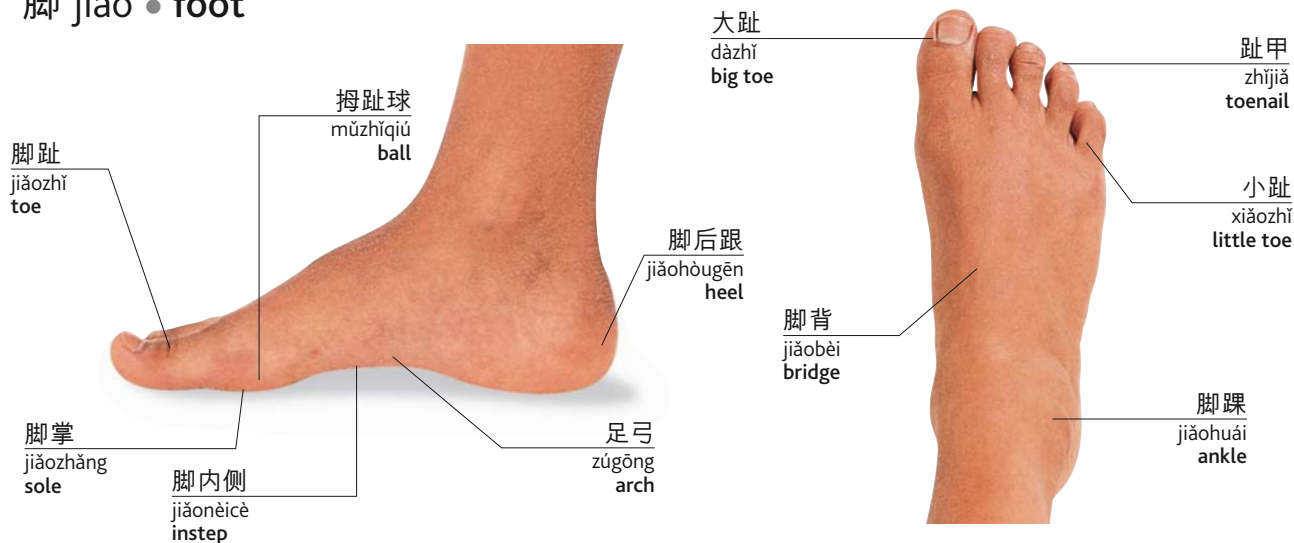 脚 jiǎo • foot
拇趾球
mǔzhǐqiú
ball
脚趾
jiǎozhǐ
toe
脚后跟
jiǎohòugēn
heel
脚掌
jiǎozhǎng
sole
脚内侧
jiǎonèicè
instep
足弓
zúgōng
arch
大趾
dàzhǐ
big toe
趾甲
zhǐjiǎ
toenail
小趾
xiǎozhǐ
little toe
脚背
jiǎobèi
bridge
脚踝
jiǎohuái
ankle